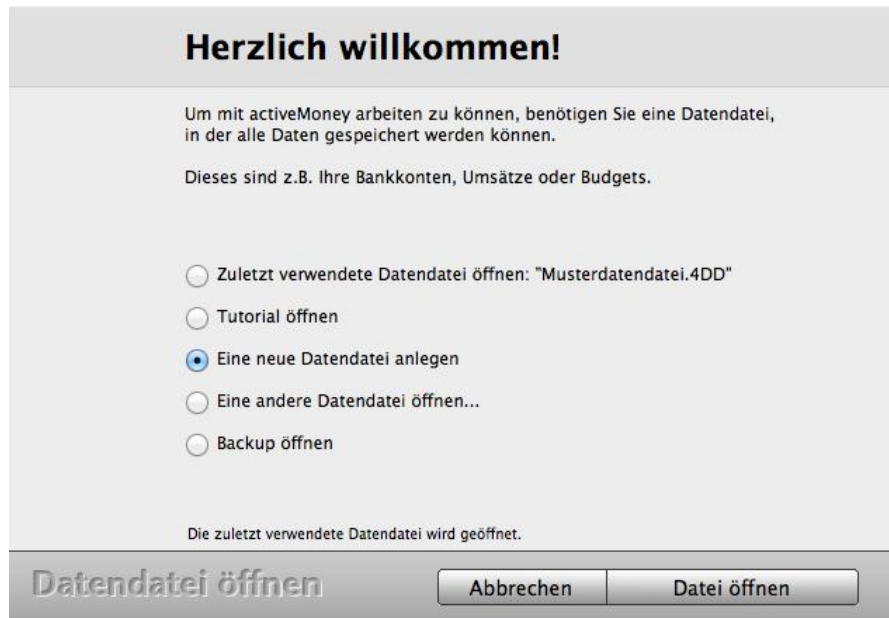 Herzlich willkommen!
Um mit activeMoney arbeiten zu können, benötigen Sie eine Datendatei,
in der alle Daten gespeichert werden können.
Dieses sind z.B. Ihre Bankkonten, Umsätze oder Budgets.
Zuletzt verwendete Datendatei öffnen: "Musterdatendatei.4DD"
Tutorial öffnen
Eine neue Datendatei anlegen
Eine andere Datendatei öffnen...
Backup öffnen
Die zuletzt verwendete Datendatei wird geöffnet.
Datendatei öffnen
Abbrechen
Datei öffnen